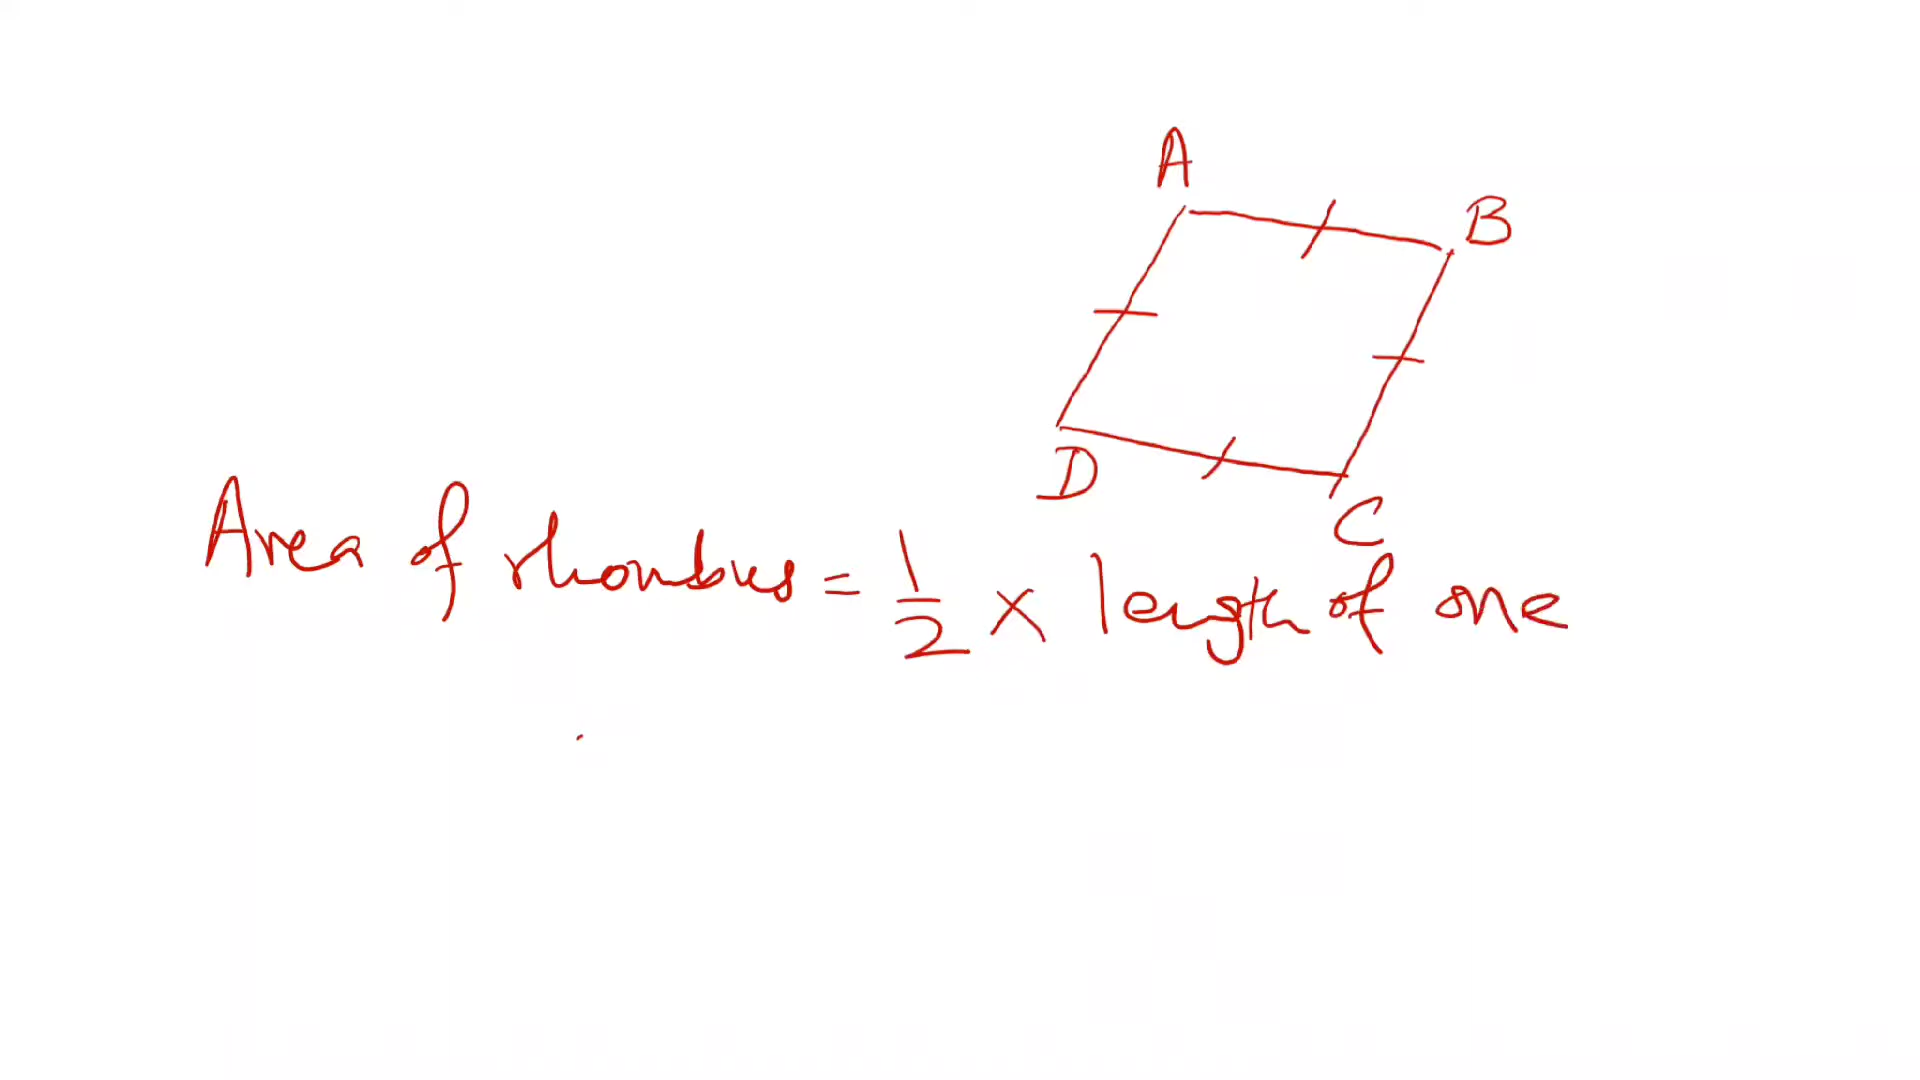 A
B
D
C
Area of rhombus = 1/2 × length of one